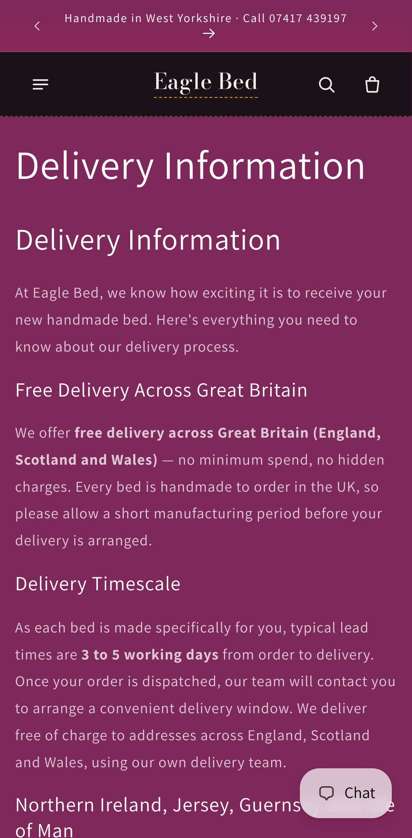 Handmade in West Yorkshire · Call 07417 439197
→
Eagle Bed
Delivery Information
Delivery Information
At Eagle Bed, we know how exciting it is to receive your
new handmade bed. Here's everything you need to
know about our delivery process.
Free Delivery Across Great Britain
We offer free delivery across Great Britain (England,
Scotland and Wales) — no minimum spend, no hidden
charges. Every bed is handmade to order in the UK, so
please allow a short manufacturing period before your
delivery is arranged.
Delivery Timescale
As each bed is made specifically for you, typical lead
times are 3 to 5 working days from order to delivery.
Once your order is dispatched, our team will contact you
to arrange a convenient delivery window. We deliver
free of charge to addresses across England, Scotland
and Wales, using our own delivery team.
Chat
Northern Ireland, Jersey,
of Man